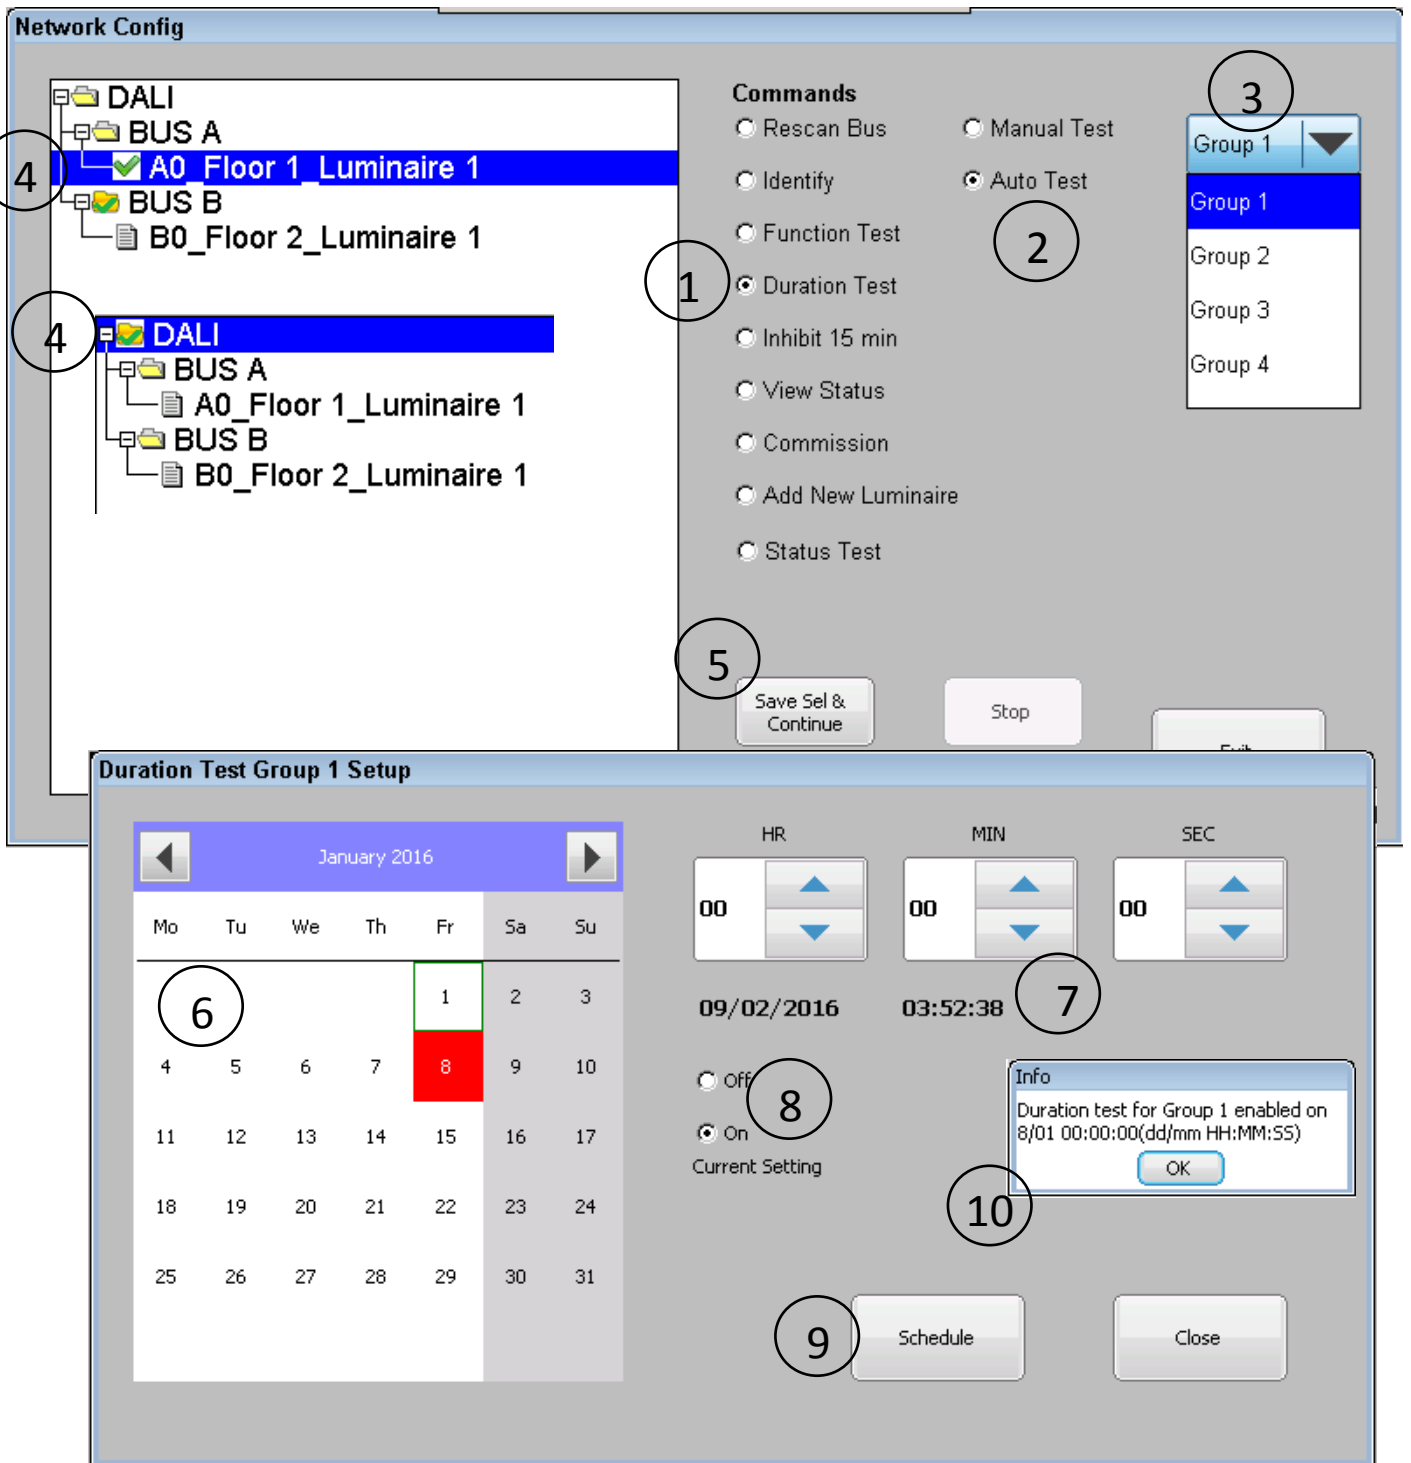 Network Config
DALI
BUS A
4
A0_Floor 1_Luminaire 1
BUS B
B0_Floor 2_Luminaire 1
4
DALI
BUS A
A0_Floor 1_Luminaire 1
BUS B
B0_Floor 2_Luminaire 1
Commands
Rescan Bus
Manual Test
Identify
Auto Test
Function Test
2
1
Duration Test
Inhibit 15 min
View Status
Commission
Add New Luminaire
Status Test
3
Group 1
Group 1
Group 2
Group 3
Group 4
5
Save Sel &
Continue
Stop
Exit
Duration Test Group 1 Setup
January 2016
Mo Tu We Th Fr Sa Su
6
1 2 3
4 5 6 7 8 9 10
11 12 13 14 15 16 17
18 19 20 21 22 23 24
25 26 27 28 29 30 31
HR MIN SEC
00 00 00
09/02/2016 03:52:38
7
Off
8
On
Current Setting
Info
Duration test for Group 1 enabled on
8/01 00:00:00(dd/mm HH:MM:SS)
OK
10
9
Schedule
Close